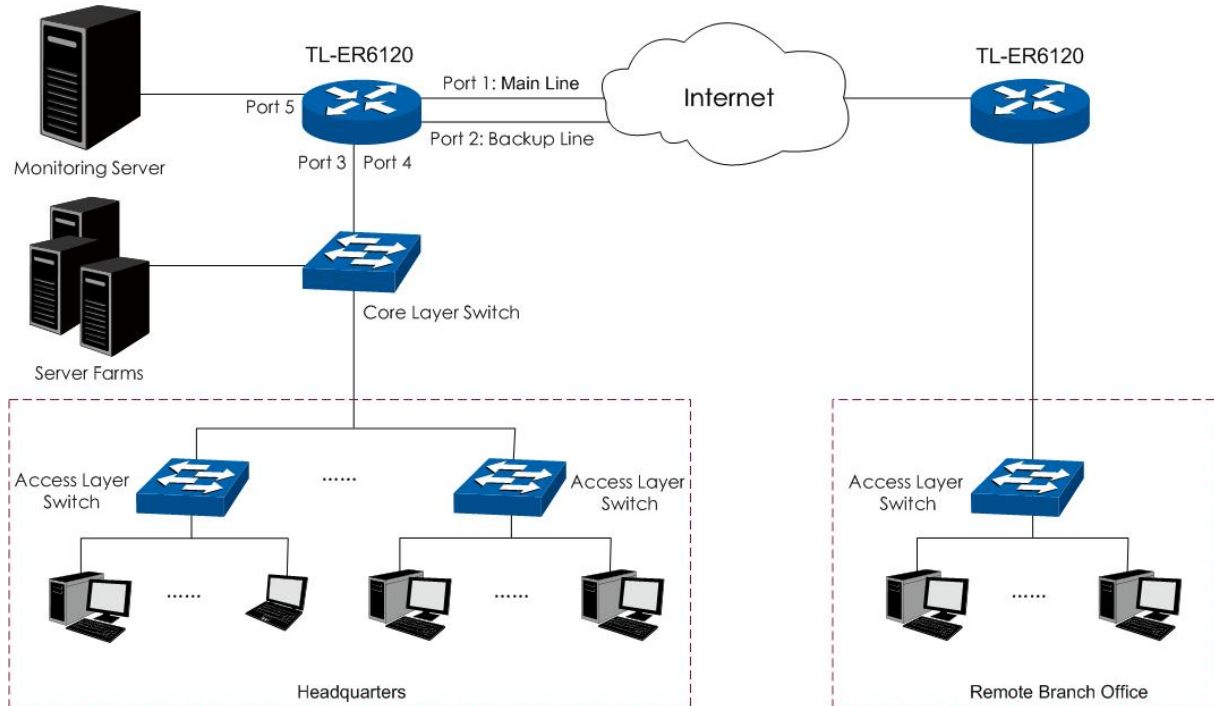 TL-ER6120
TL-ER6120
Port 1: Main Line
Internet
Port 5
Port 2: Backup Line
Monitoring Server
Port 3
Port 4
Core Layer Switch
Server Farms
Access Layer
Switch
......
Access Layer
Switch
Access Layer
Switch
......
......
......
Headquarters
Remote Branch Office